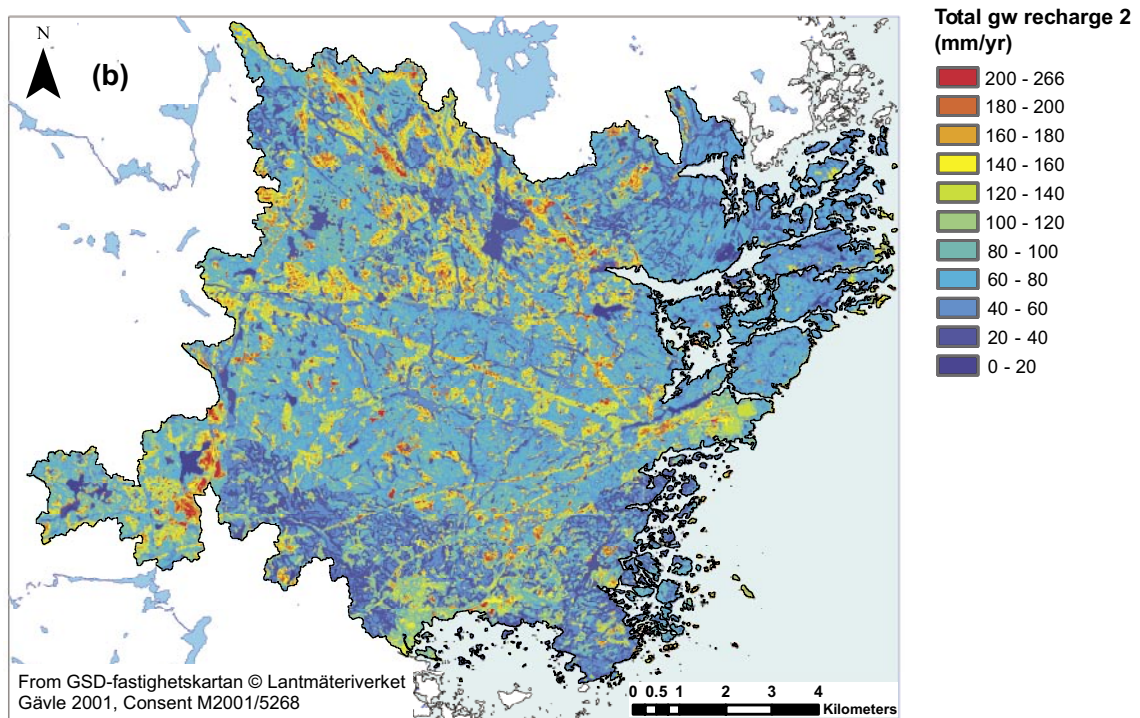 N
(b)
Total gw recharge 2
(mm/yr)
200 - 266
180 - 200
160 - 180
140 - 160
120 - 140
100 - 120
80 - 100
60 - 80
40 - 60
20 - 40
0 - 20
From GSD-fastighetskartan © Lantmäteriverket
Gävle 2001, Consent M2001/5268
0 0.5 1 2 3 4
Kilometers